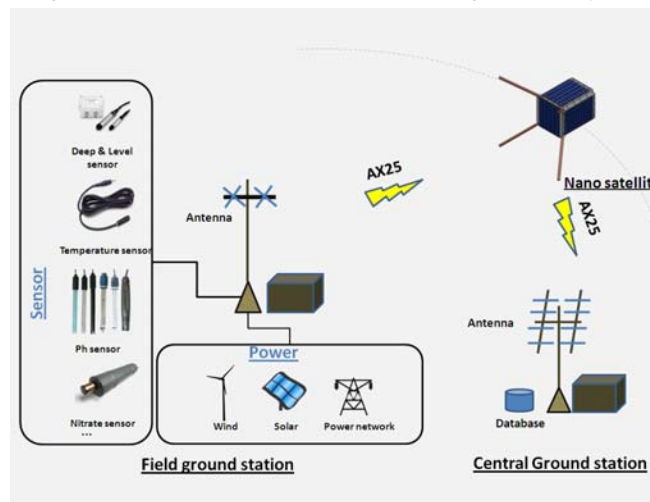 Deep & Level
sensor
Temperature sensor
Ph sensor
Nitrate sensor
...
Sensor
Antenna
AX25
Nano satellit
AX25
Antenna
Database
Power
Wind
Solar
Power network
Field ground station
Central Ground station